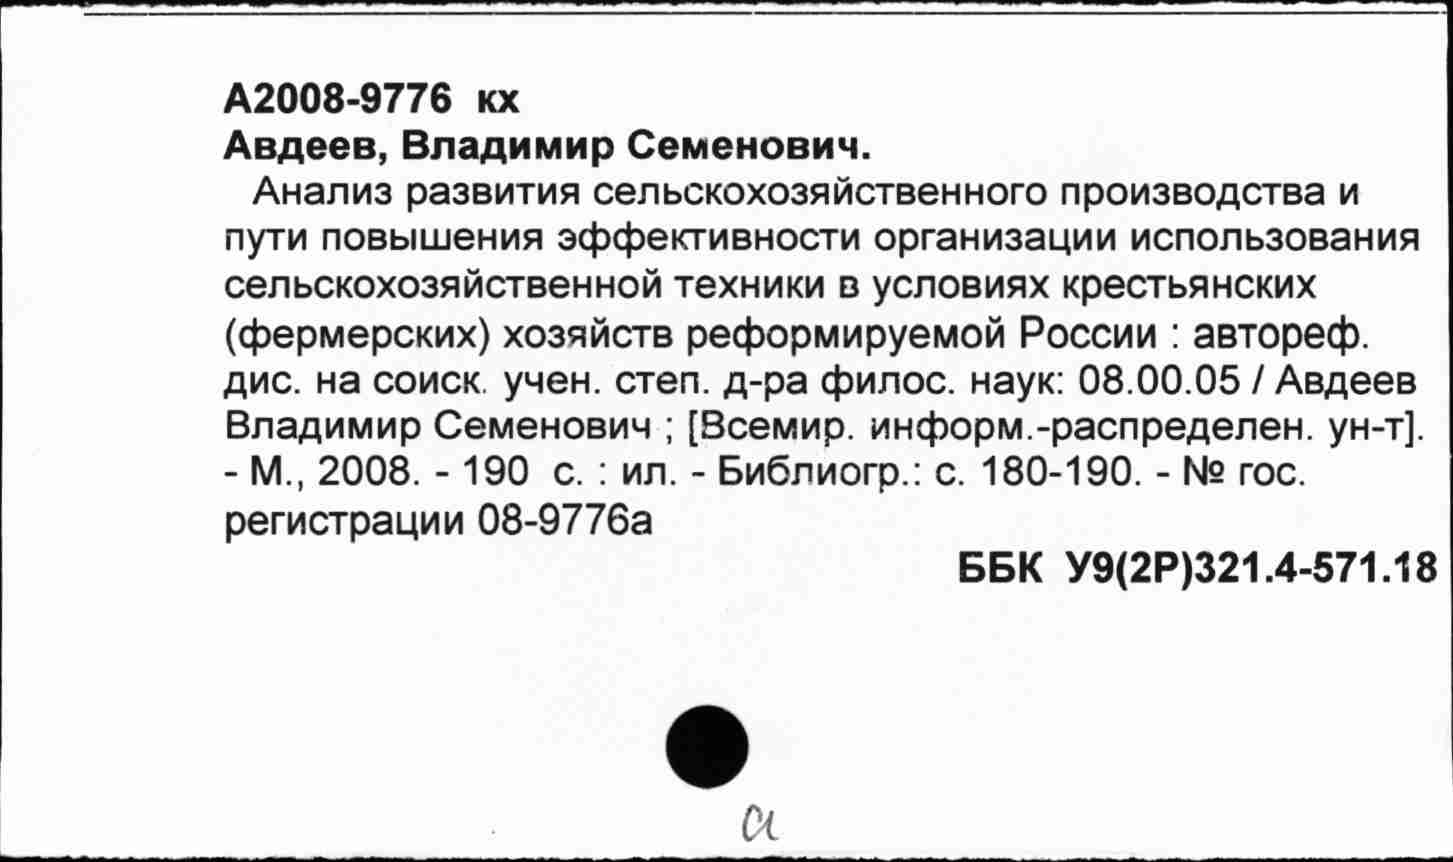 А2008-9776 кх
Авдеев, Владимир Семенович.
Анализ развития сельскохозяйственного производства и
пути повышения эффективности организации использования
сельскохозяйственной техники в условиях крестьянских
(фермерских) хозяйств реформируемой России : автореф.
дис. на соиск. учен. степ. д-ра филос. наук: 08.00.05 / Авдеев
Владимир Семенович ; [Всемир. информ.-распределен. ун-т].
- М., 2008. - 190 с. : ил. - Библиогр.: с. 180-190. - № гос.
регистрации 08-9776а
ББК У9(2Р)321.4-571.18
а